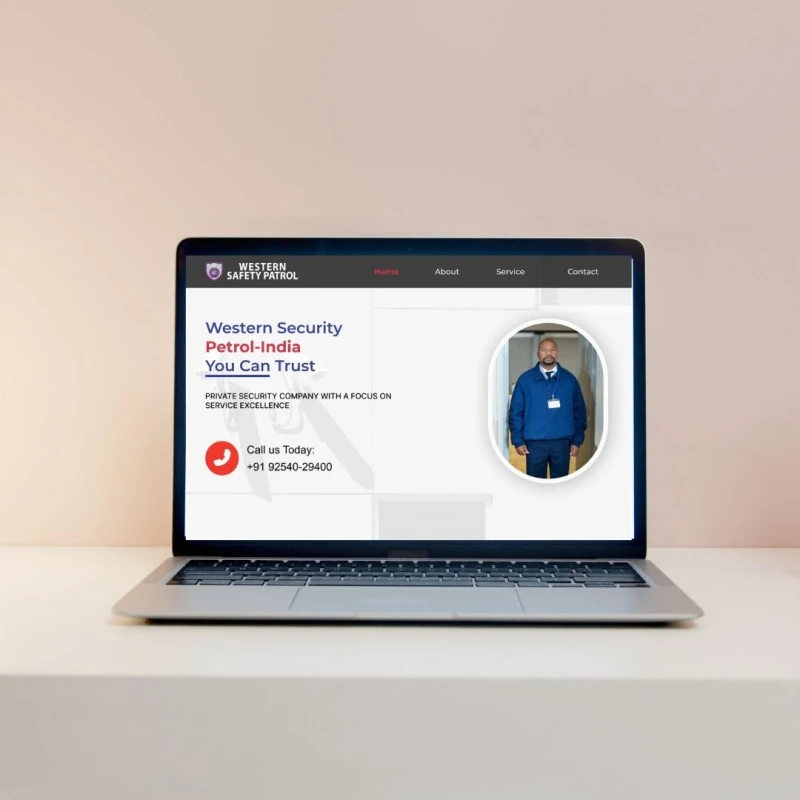 WESTERN
SAFETY PATROL
Home
About
Service
Contact
Western Security
Petrol-India
You Can Trust
PRIVATE SECURITY COMPANY WITH A FOCUS ON
SERVICE EXCELLENCE
Call us Today:
+91 92540-29400